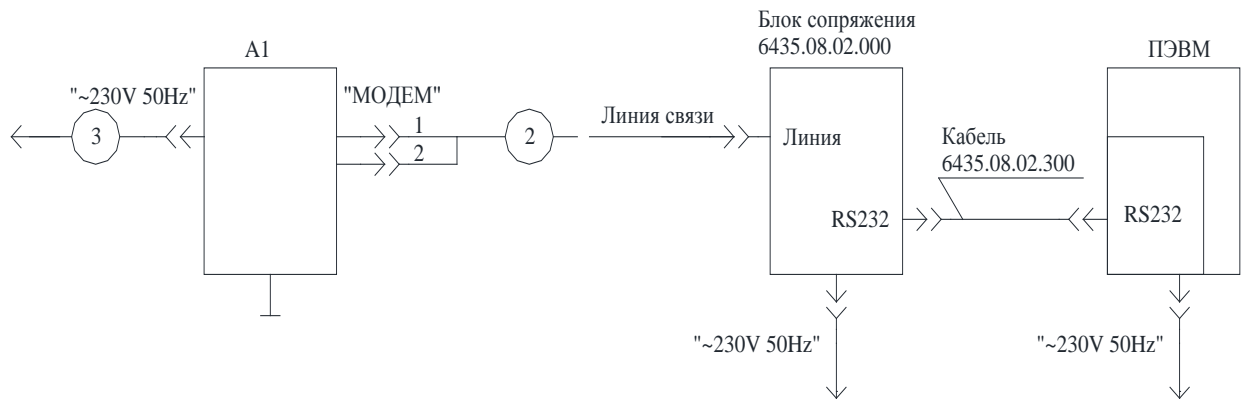 Блок сопряжения
6435.08.02.000
А1
ПЭВМ
"~230V 50Hz"
"МОДЕМ"
3
1
2
2
Линия связи
Линия
Кабель
6435.08.02.300
RS232
RS232
"~230V 50Hz"
"~230V 50Hz"